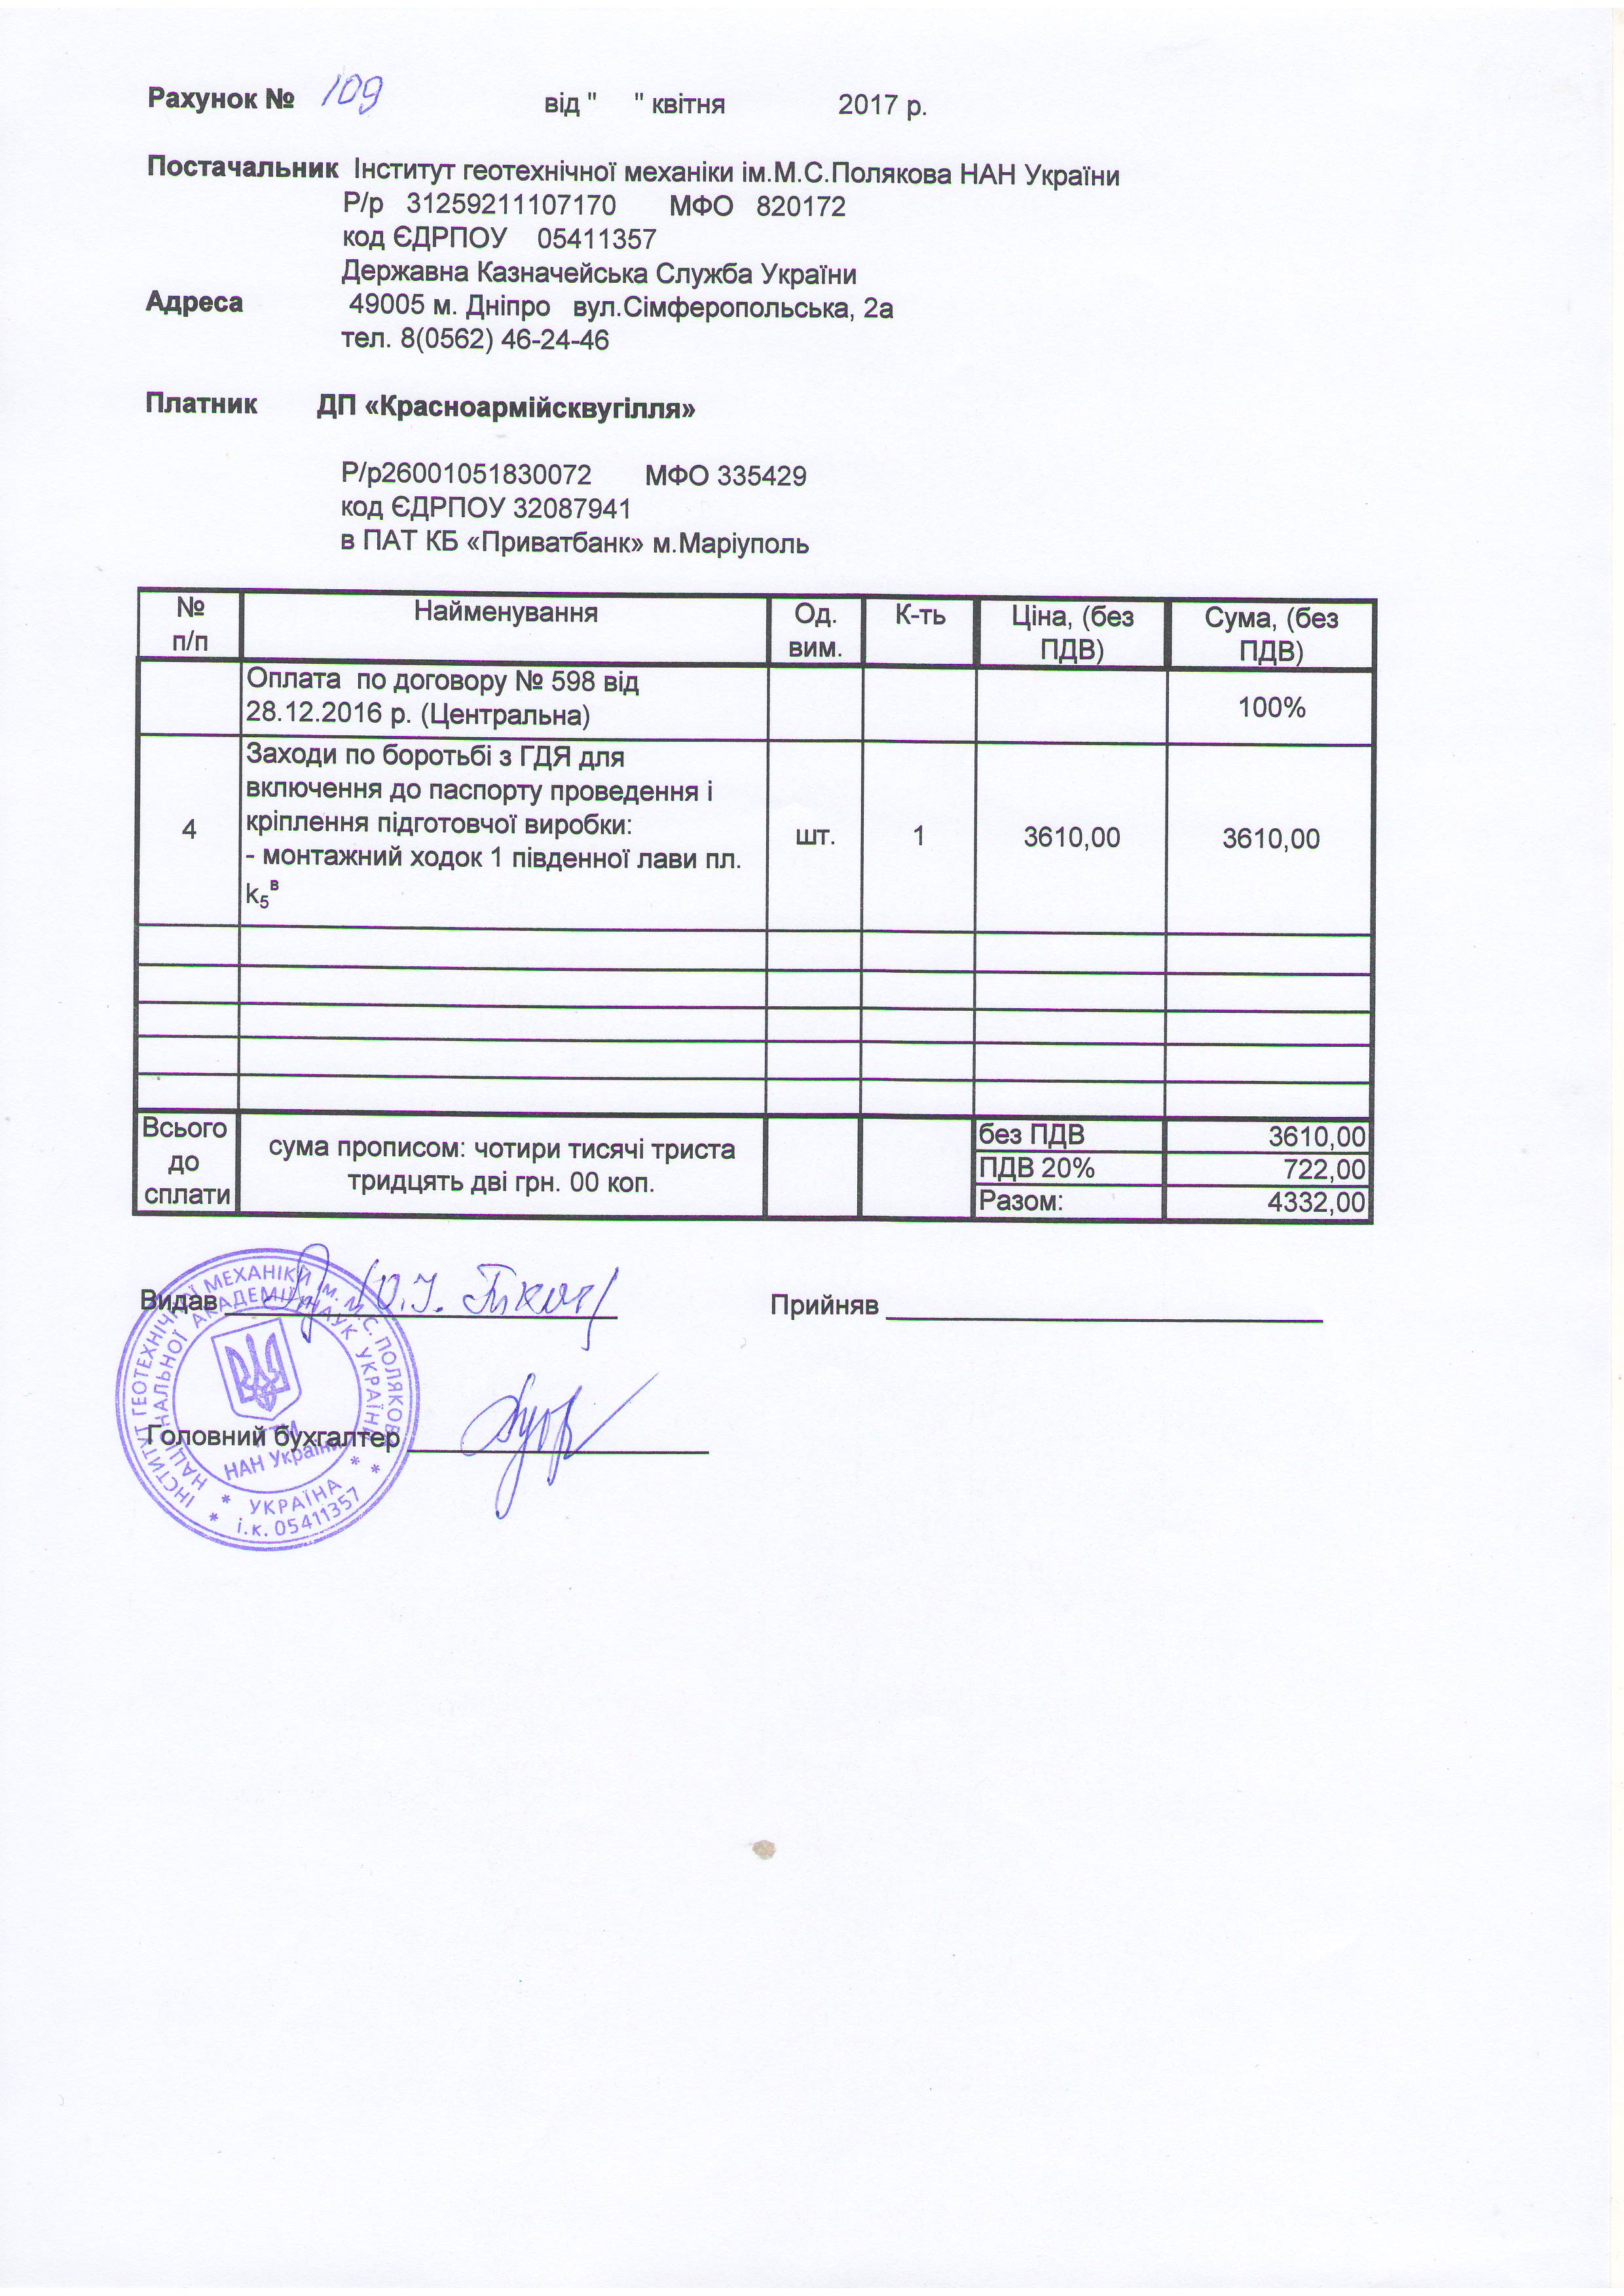 Рахунок № 109 від " " квітня 2017 р.
Постачальник Інститут геотехнічної механіки ім.М.С.Полякова НАН України
Р/р 31259211107170 МФО 820172
код ЄДРПОУ 05411357
Державна Казначейська Служба України
Адреса 49005 м. Дніпро вул.Сімферопольська, 2а
тел. 8(0562) 46-24-46
Платник ДП «Красноармійськвугілля»
Р/р26001051830072 МФО 335429
код ЄДРПОУ 32087941
в ПАТ КБ «Приватбанк» м.Маріуполь
№ п/п Найменування Од. вим. К-ть Ціна, (без ПДВ) Сума, (без ПДВ)
Оплата по договору № 598 від
28.12.2016 р. (Центральна) 100%
Заходи по боротьбі з ГДЯ для
включення до паспорту проведення і
кріплення підготовчої виробки:
4 шт. 1 3610,00 3610,00
- монтажний ходок 1 південної лави пл.
k₅ᵛ
Всього до сплати
сума прописом: чотири тисячі триста
тридцять дві грн. 00 коп.
без ПДВ 3610,00
ПДВ 20% 722,00
Разом: 4332,00
Видав Прийняв
Головний бухгалтер
ІНСТИТУТ ГЕОТЕХНІЧНОЇ МЕХАНІКИ ім. М.С. ПОЛЯКОВА
НАЦІОНАЛЬНОЇ АКАДЕМІЇ НАУК УКРАЇНИ
ІГТМ
НАН України
* УКРАЇНА *
* і.к. 05411357 *